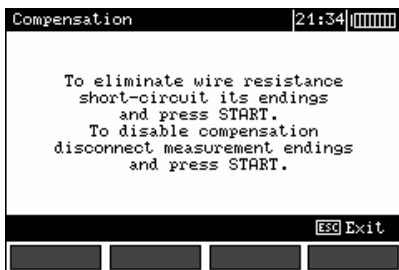 Compensation 21:34
To eliminate wire resistance
short-circuit its endings
and press START.
To disable compensation
disconnect measurement endings
and press START.
ESC Exit